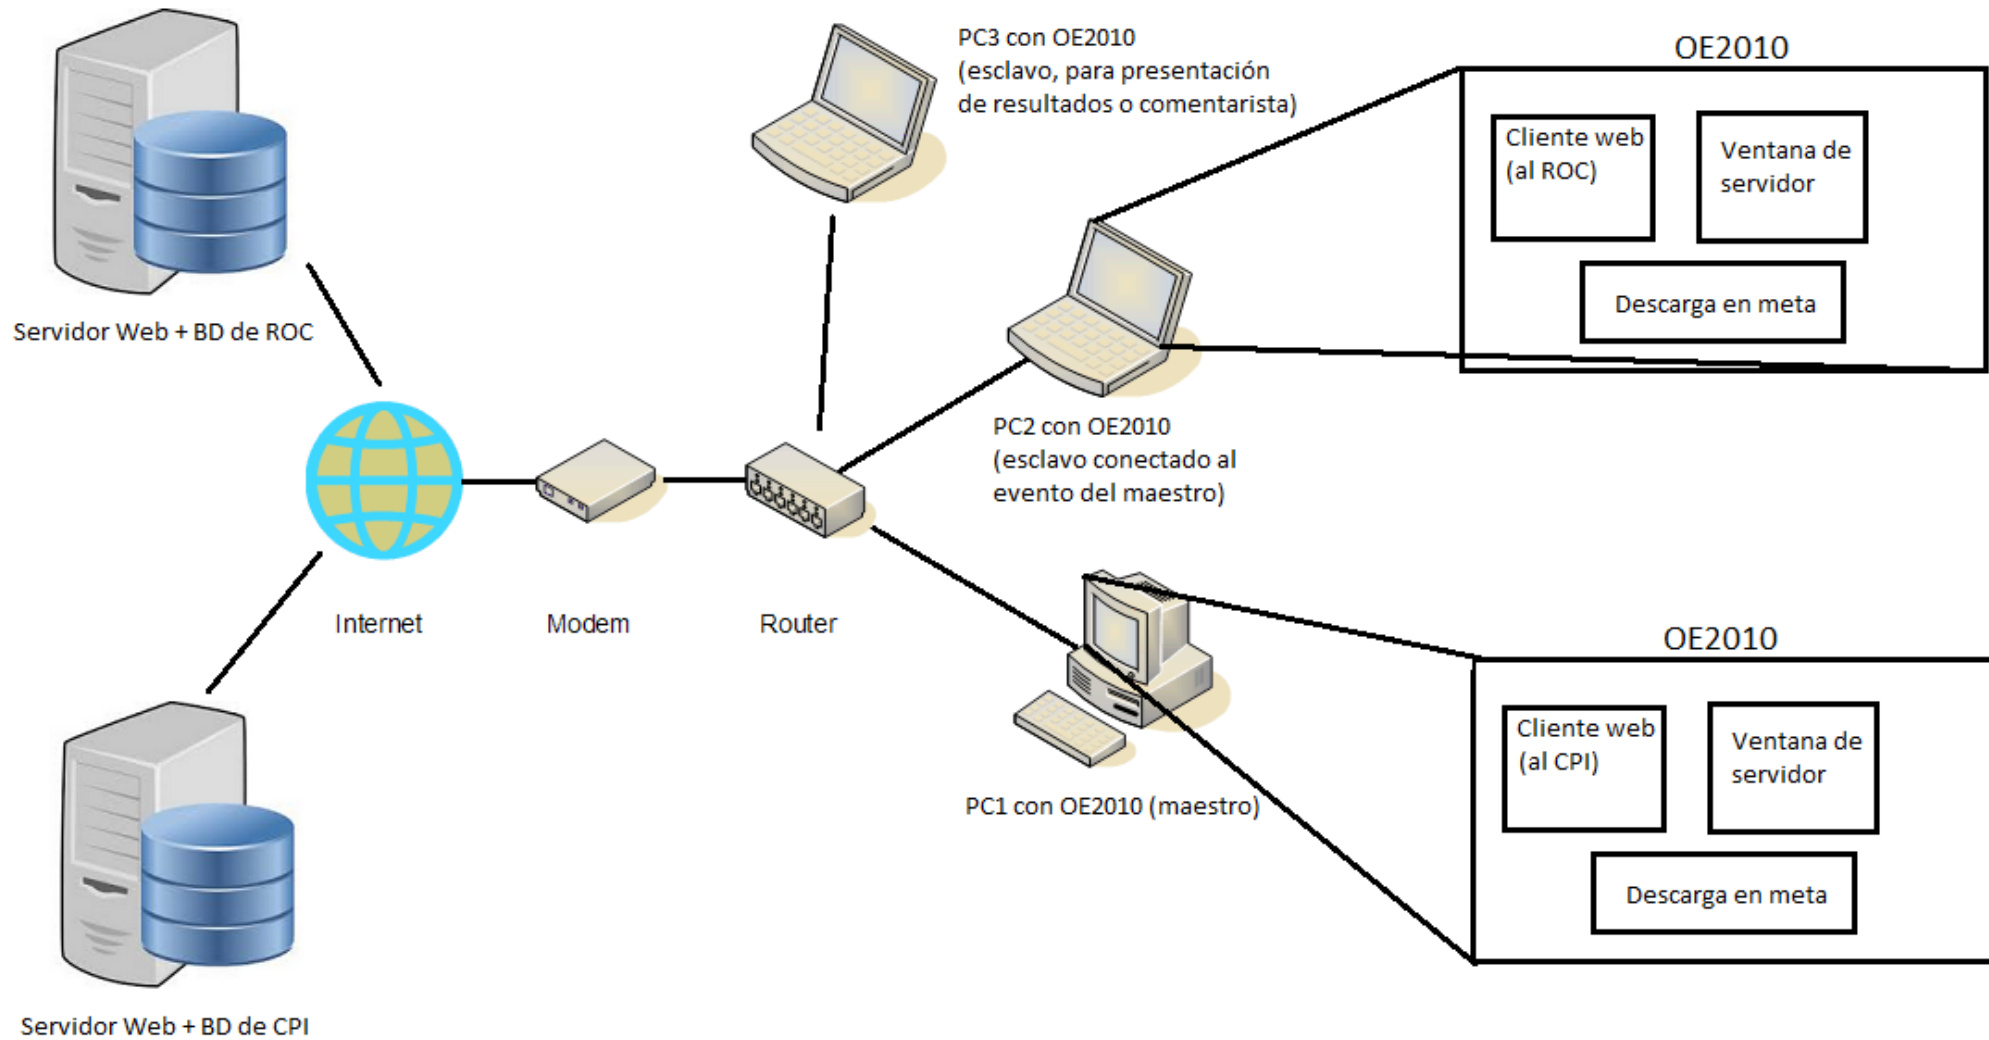 PC3 con OE2010
(esclavo, para presentación
de resultados o comentarista)
OE2010
Cliente web
(al ROC)
Ventana de
servidor
Descarga en meta
Servidor Web + BD de ROC
PC2 con OE2010
(esclavo conectado al
evento del maestro)
Internet
Modem
Router
OE2010
Cliente web
(al CPI)
Ventana de
servidor
Descarga en meta
PC1 con OE2010 (maestro)
Servidor Web + BD de CPI